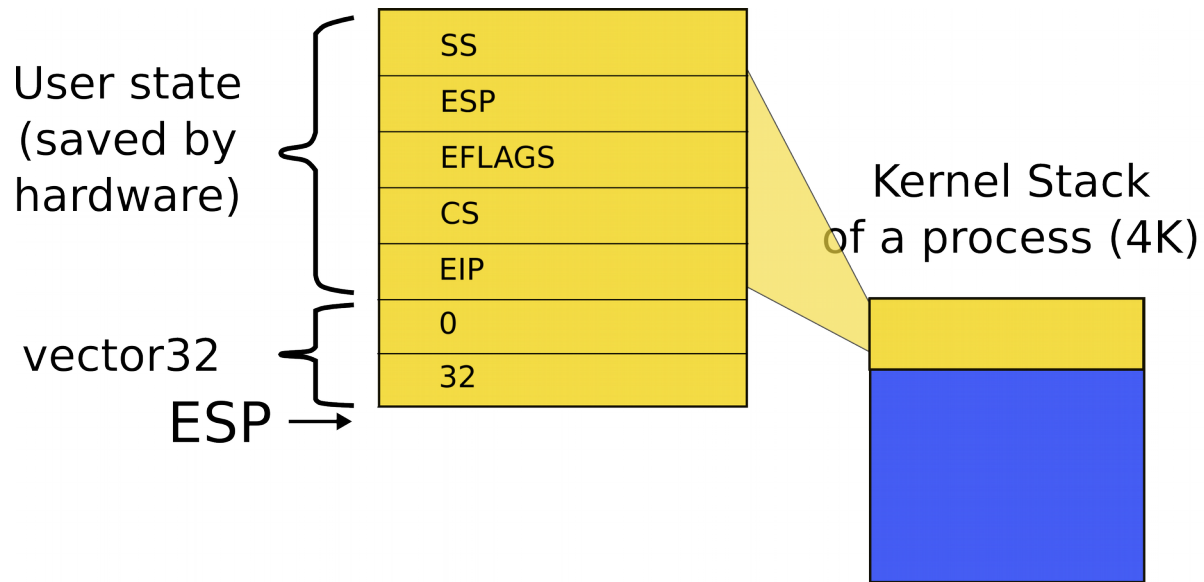 User state
(saved by
hardware)
SS
ESP
EFLAGS
CS
EIP
0
32
vector32
ESP
Kernel Stack
of a process (4K)